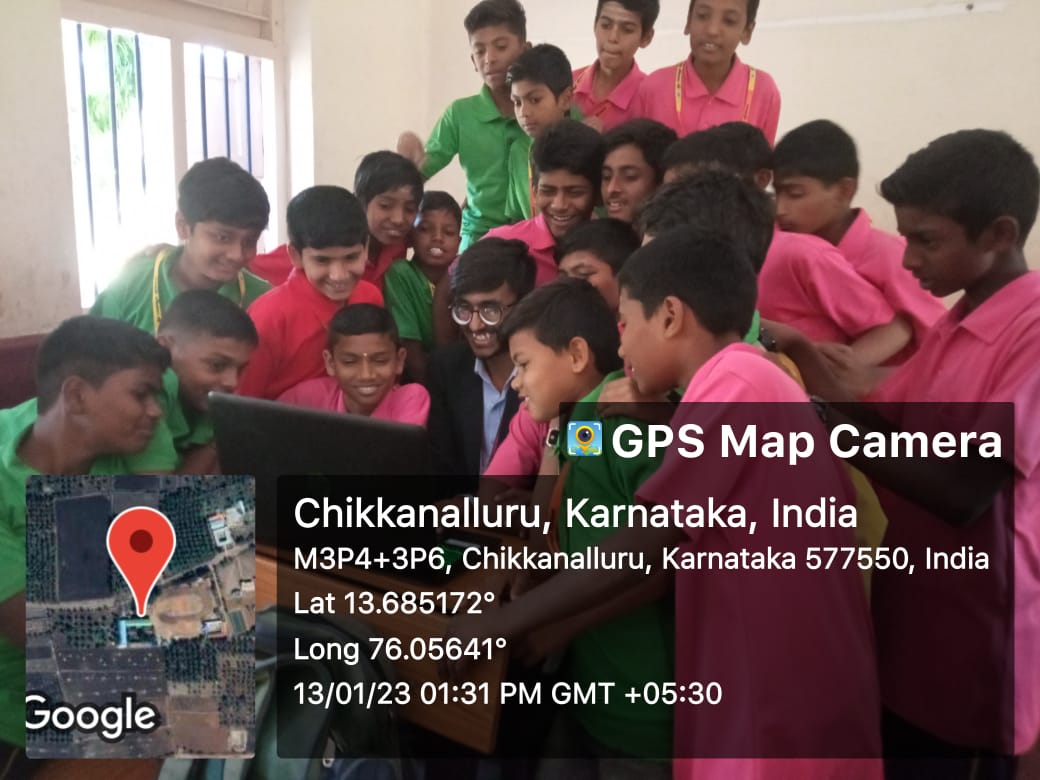 GPS Map Camera
Chikkanalluru, Karnataka, India
M3P4+3P6, Chikkanalluru, Karnataka 577550, India
Lat 13.685172°
Long 76.05641°
13/01/23 01:31 PM GMT +05:30
Google